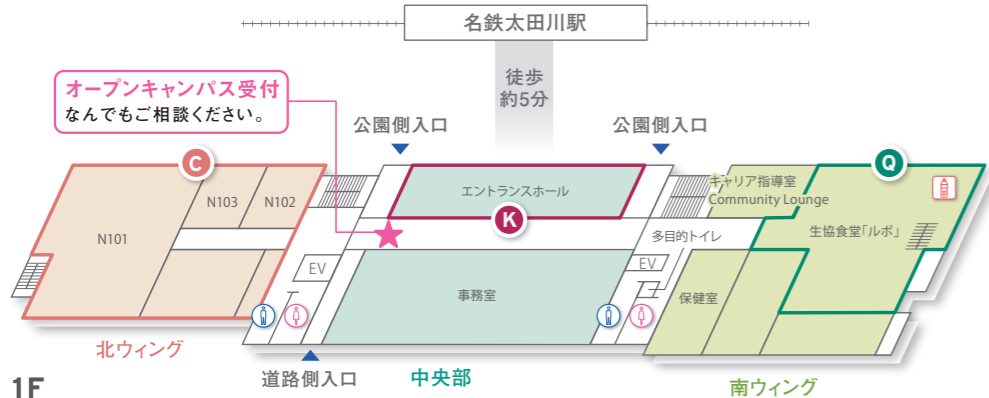 名鉄太田川駅
徒歩
約5分
オープンキャンパス受付
なんでもご相談ください。
公園側入口
公園側入口
C
Q
エントランスホール
キャリア指導室
Community Lounge
N103
N102
K
N101
多目的トイレ
生協食堂「ルボ」
EV
EV
事務室
保健室
北ウィング
道路側入口
中央部
南ウィング
1F